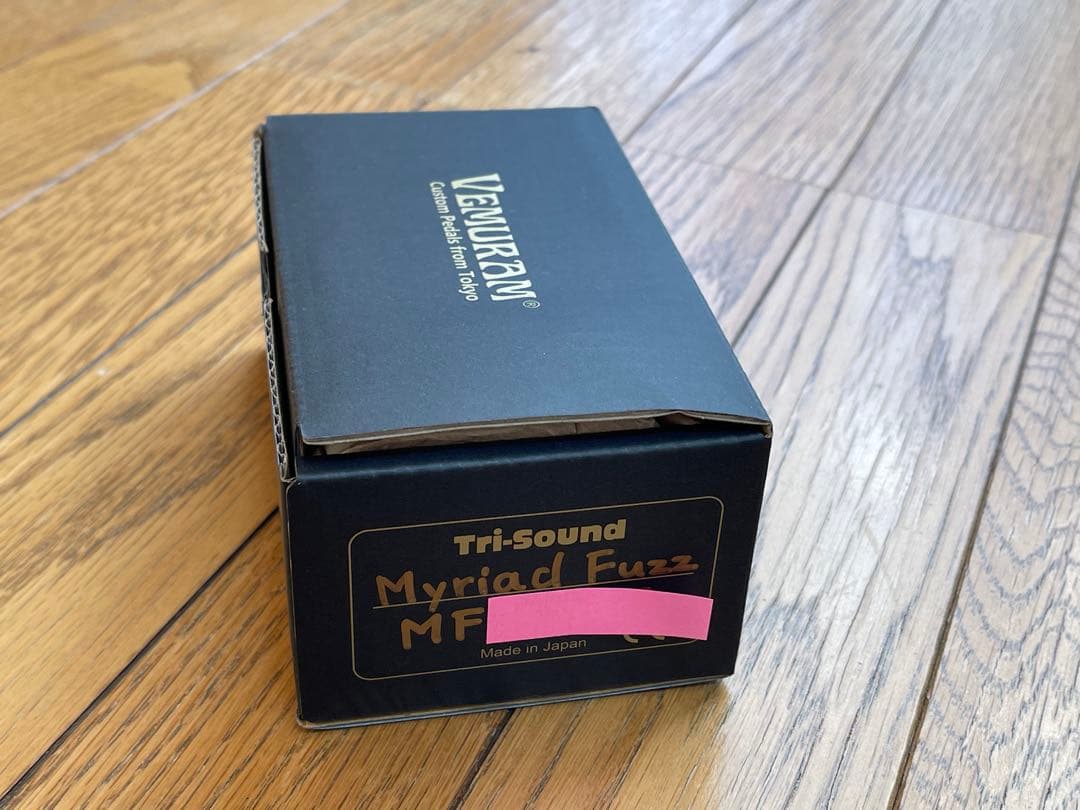 VEMURAM®
Custom Pedals from Tokyo
Tri-Sound
Myriad Fuzz
MF
Made in Japan